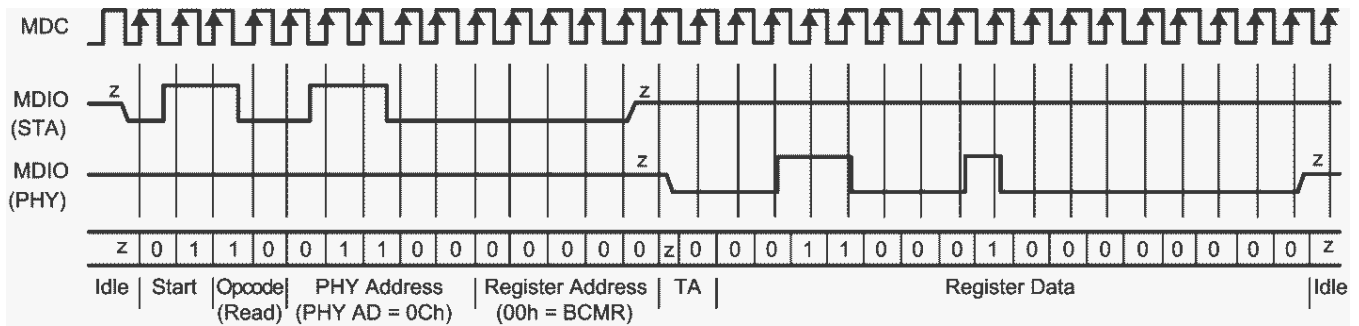 MDC
z z
MDIO
(STA)
MDIO z z
(PHY)
z 0 1 1 0 0 1 1 0 0 0 0 0 0 0 z 0 0 0 1 1 0 0 0 1 0 0 0 0 0 0 0 0 z
Idle Start Opcode PHY Address Register Address TA Register Data Idle
(Read) (PHY AD = 0Ch) (00h = BCMR)